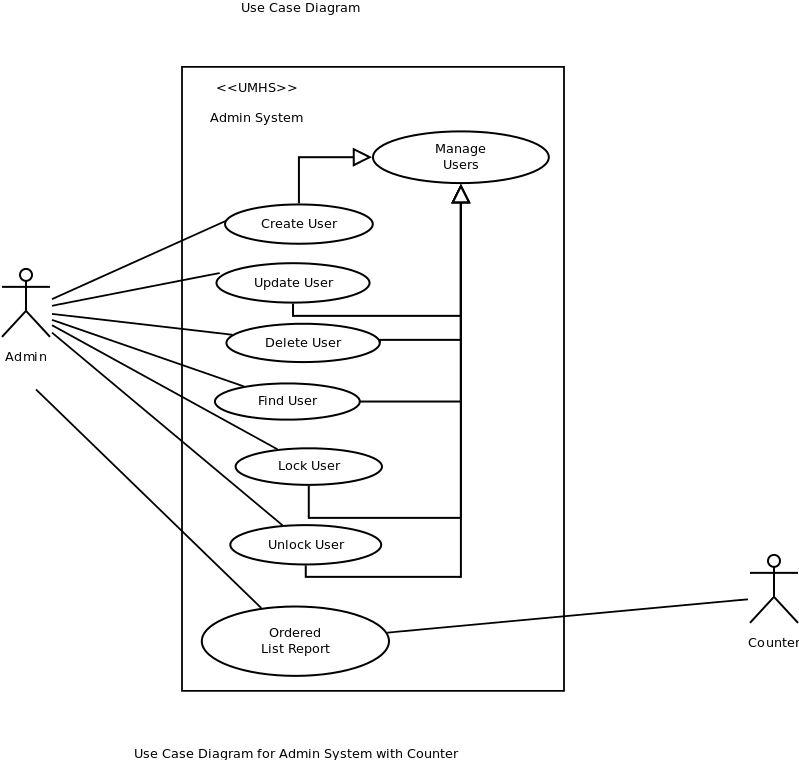 Use Case Diagram
<<UMHS>>
Admin System
Manage
Users
Create User
Update User
Delete User
Admin
Find User
Lock User
Unlock User
Ordered
List Report
Counter
Use Case Diagram for Admin System with Counter